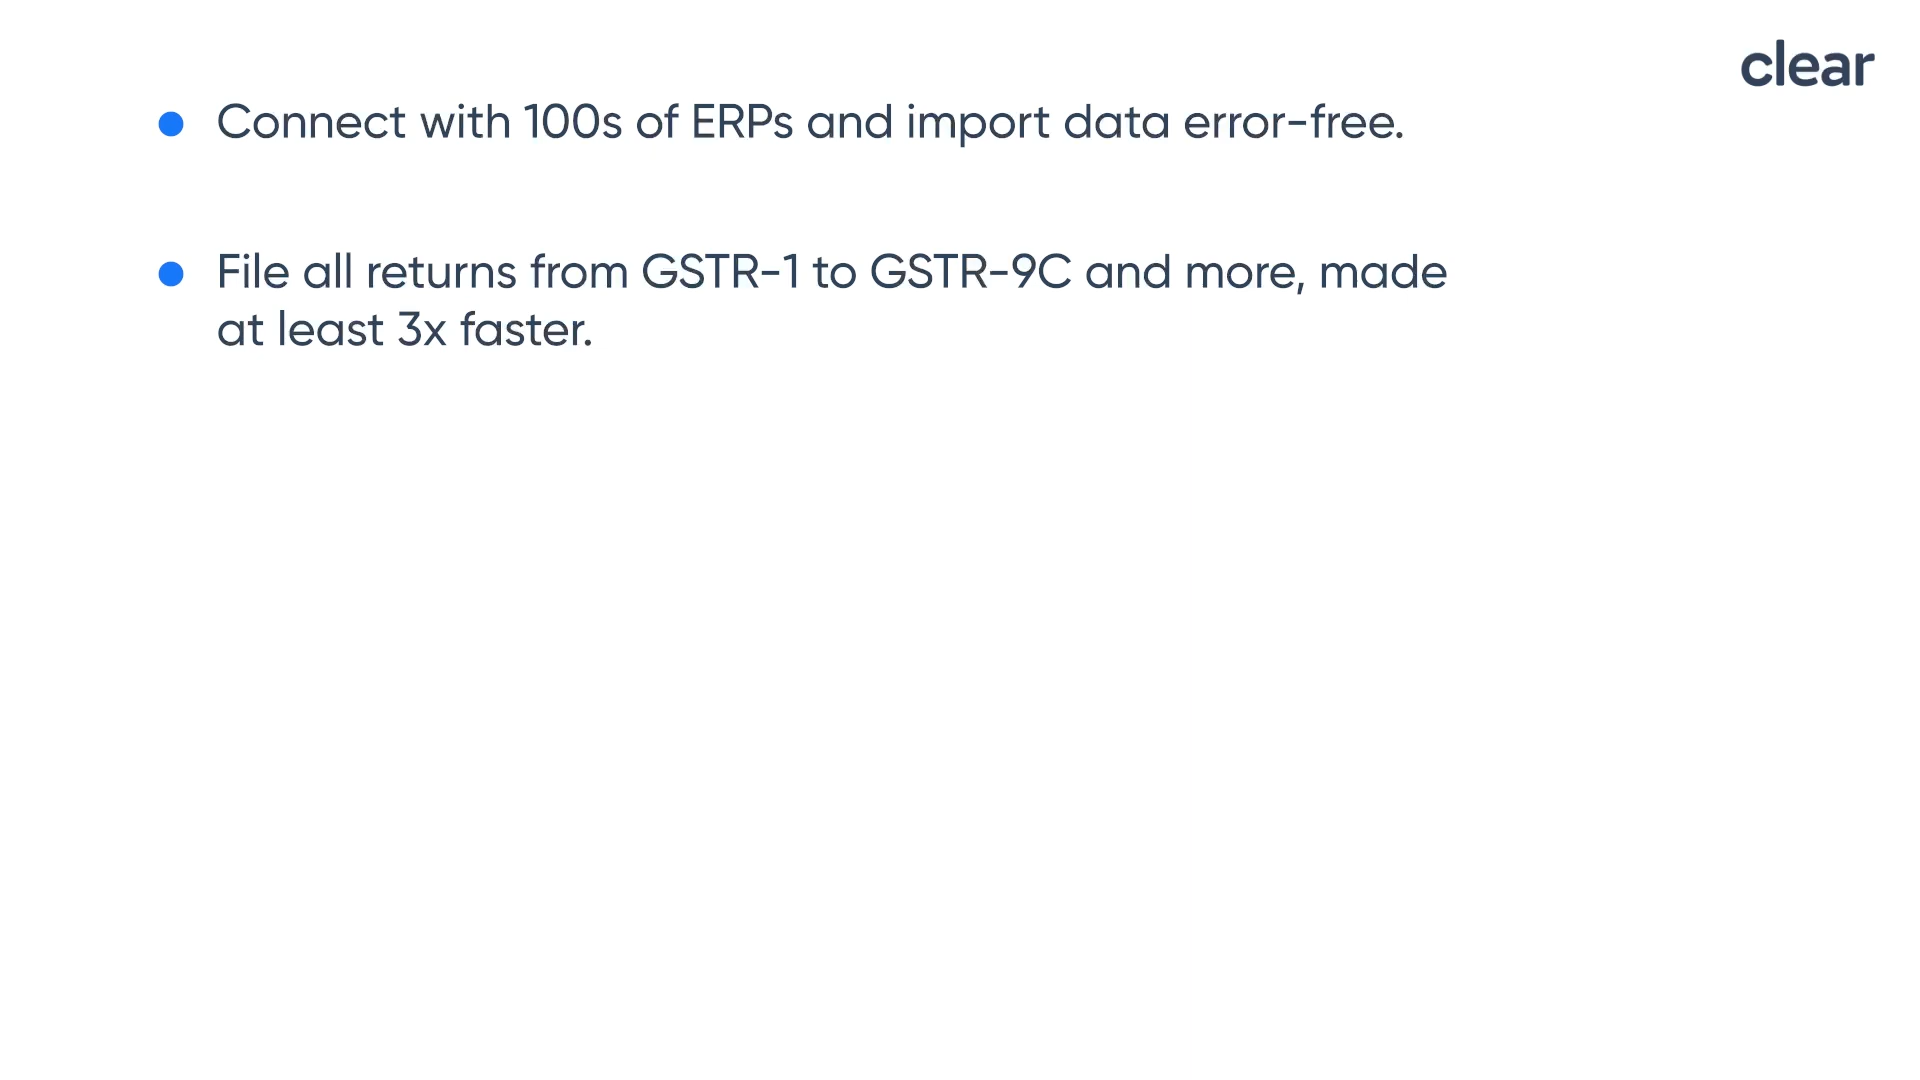 clear
Connect with 100s of ERPs and import data error-free.
File all returns from GSTR-1 to GSTR-9C and more, made
at least 3x faster.